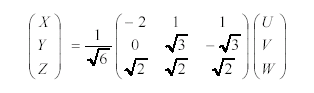 ( X ) = 1/√6 ( -2 1 1 ) ( U )
( Y ) ( 0 √3 -√3 ) ( V )
( Z ) ( √2 √2 √2 ) ( W )